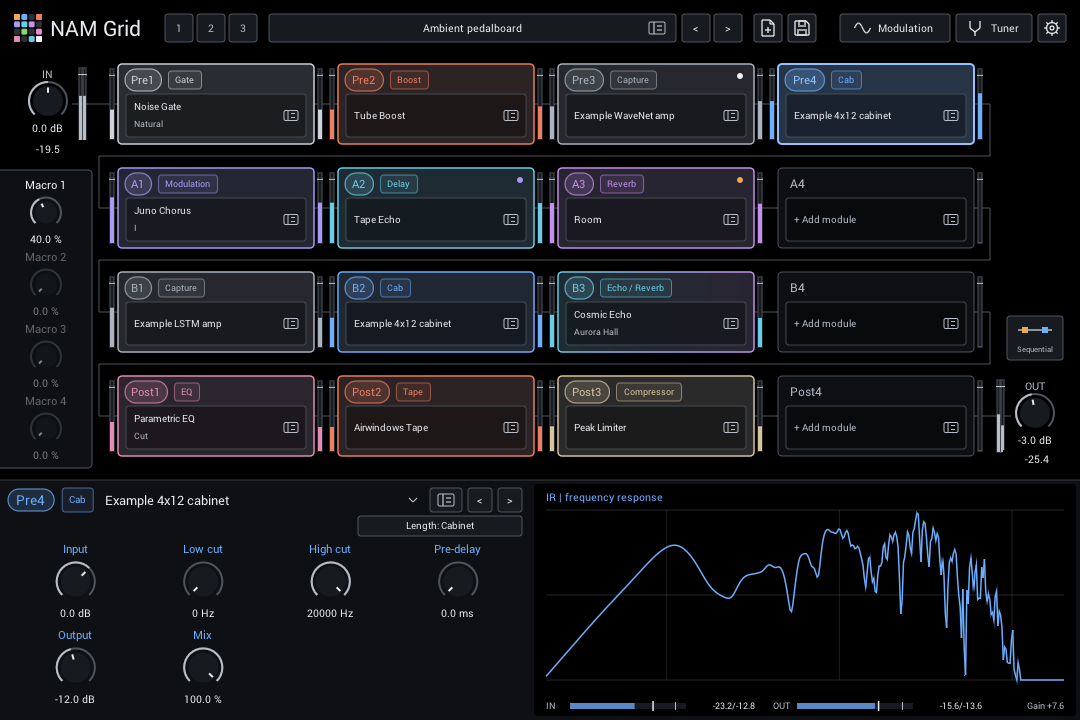 NAM Grid
1
2
3
Ambient pedalboard
<
>
Modulation
Tuner
IN
0.0 dB
-19.5
Pre1 Gate
Noise Gate
Natural
Pre2 Boost
Tube Boost
Pre3 Capture
Example WaveNet amp
Pre4 Cab
Example 4x12 cabinet
Macro 1
40.0 %
Macro 2
0.0 %
Macro 3
0.0 %
Macro 4
0.0 %
A1 Modulation
Juno Chorus
I
A2 Delay
Tape Echo
A3 Reverb
Room
A4
+ Add module
B1 Capture
Example LSTM amp
B2 Cab
Example 4x12 cabinet
B3 Echo / Reverb
Cosmic Echo
Aurora Hall
B4
+ Add module
Sequential
Post1 EQ
Parametric EQ
Cut
Post2 Tape
Airwindows Tape
Post3 Compressor
Peak Limiter
Post4
+ Add module
OUT
-3.0 dB
-25.4
Pre4 Cab Example 4x12 cabinet
<
>
Length: Cabinet
Input
0.0 dB
Low cut
0 Hz
High cut
20000 Hz
Pre-delay
0.0 ms
Output
-12.0 dB
Mix
100.0 %
IR | frequency response
IN -23.2/-12.8 OUT -15.6/-13.6 Gain +7.6